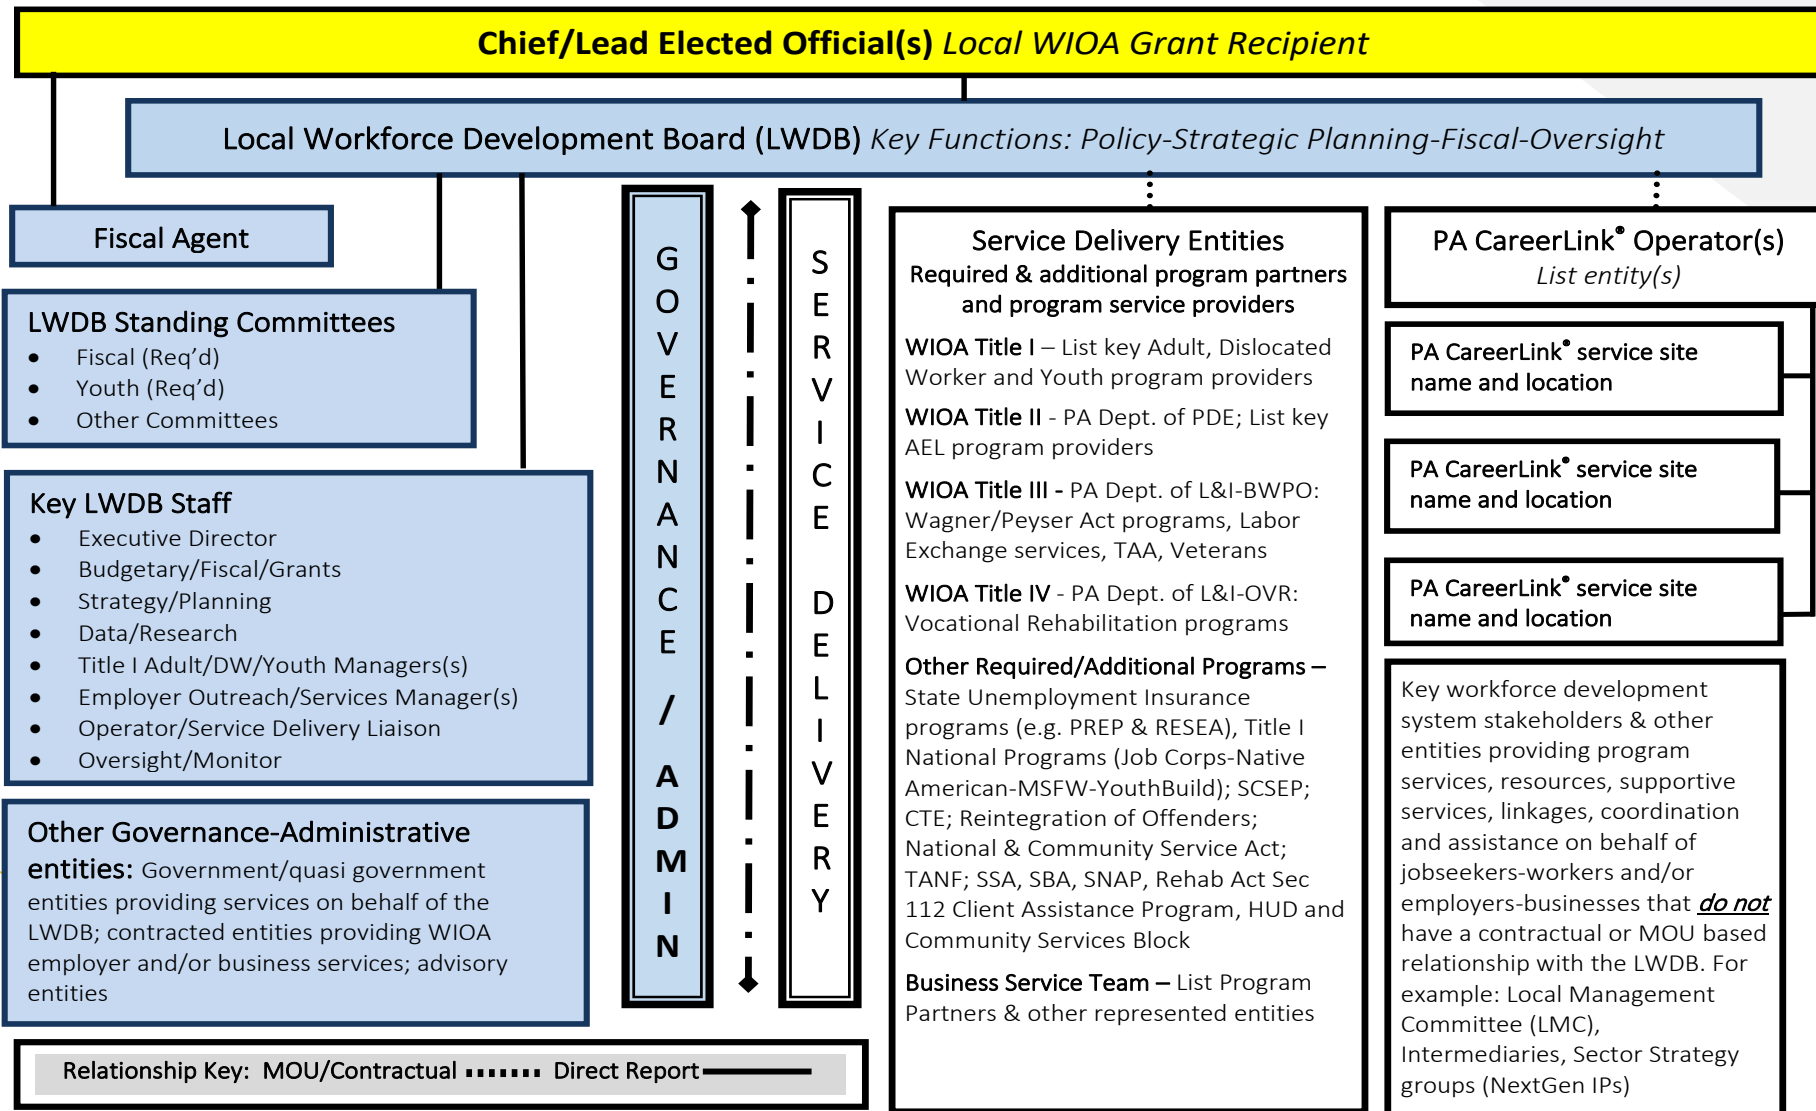 Chief/Lead Elected Official(s) Local WIOA Grant Recipient
Local Workforce Development Board (LWDB) Key Functions: Policy-Strategic Planning-Fiscal-Oversight
Fiscal Agent
LWDB Standing Committees
• Fiscal (Req’d)
• Youth (Req’d)
• Other Committees
Key LWDB Staff
• Executive Director
• Budgetary/Fiscal/Grants
• Strategy/Planning
• Data/Research
• Title I Adult/DW/Youth Managers(s)
• Employer Outreach/Services Manager(s)
• Operator/Service Delivery Liaison
• Oversight/Monitor
Other Governance-Administrative
entities: Government/quasi government
entities providing services on behalf of the
LWDB; contracted entities providing WIOA
employer and/or business services; advisory
entities
GOVERNANCE / ADMIN
SERVICE DELIVERY
Service Delivery Entities
Required & additional program partners
and program service providers
WIOA Title I – List key Adult, Dislocated
Worker and Youth program providers
WIOA Title II - PA Dept. of PDE; List key
AEL program providers
WIOA Title III - PA Dept. of L&I-BWPO:
Wagner/Peyser Act programs, Labor
Exchange services, TAA, Veterans
WIOA Title IV - PA Dept. of L&I-OVR:
Vocational Rehabilitation programs
Other Required/Additional Programs –
State Unemployment Insurance
programs (e.g. PREP & RESEA), Title I
National Programs (Job Corps-Native
American-MSFW-YouthBuild); SCSEP;
CTE; Reintegration of Offenders;
National & Community Service Act;
TANF; SSA, SBA, SNAP, Rehab Act Sec
112 Client Assistance Program, HUD and
Community Services Block
Business Service Team – List Program
Partners & other represented entities
PA CareerLink® Operator(s)
List entity(s)
PA CareerLink® service site
name and location
PA CareerLink® service site
name and location
PA CareerLink® service site
name and location
Key workforce development
system stakeholders & other
entities providing program
services, resources, supportive
services, linkages, coordination
and assistance on behalf of
jobseekers-workers and/or
employers-businesses that do not
have a contractual or MOU based
relationship with the LWDB. For
example: Local Management
Committee (LMC),
Intermediaries, Sector Strategy
groups (NextGen IPs)
Relationship Key: MOU/Contractual Direct Report